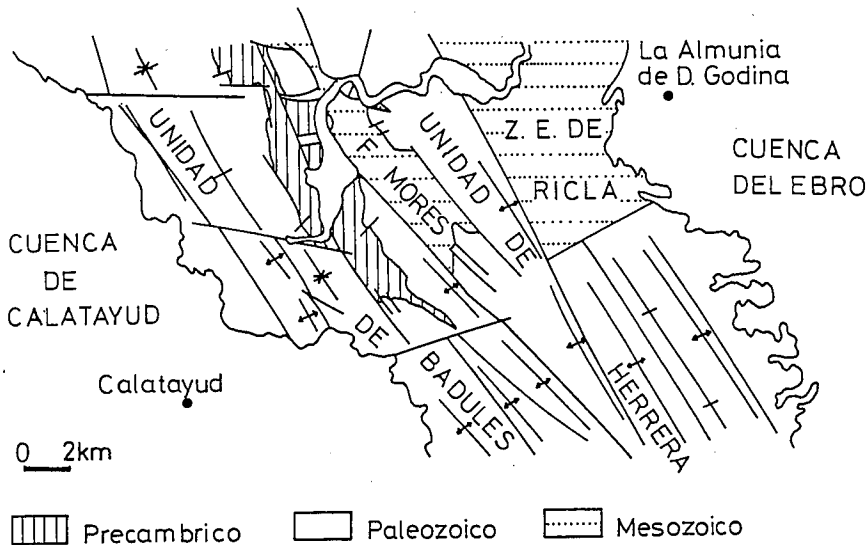 La Almunia
de D. Godina
CUENCA
DEL EBRO
Z. E. DE
RICLA
UNIDAD DE HERRERA
F. MORES
UNIDAD DE BADULES
CUENCA
DE
CALATAYUD
Calatayud
0 2km
Precambrico Paleozoico Mesozoico